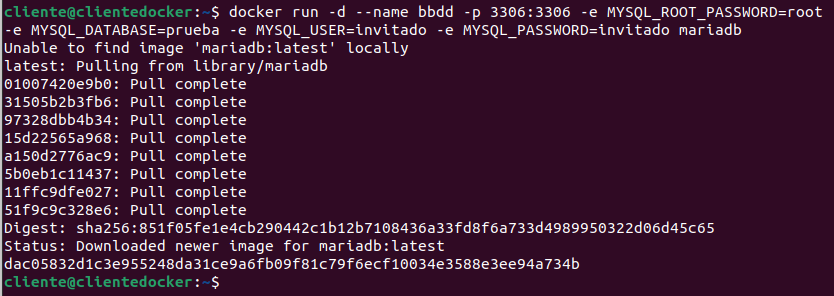 cliente@clientedocker:~$ docker run -d --name bbdd -p 3306:3306 -e MYSQL_ROOT_PASSWORD=root
-e MYSQL_DATABASE=prueba -e MYSQL_USER=invitado -e MYSQL_PASSWORD=invitado mariadb
Unable to find image 'mariadb:latest' locally
latest: Pulling from library/mariadb
01007420e9b0: Pull complete
31505b2b3fb6: Pull complete
97328dbb4b34: Pull complete
15d22565a968: Pull complete
a150d2776ac9: Pull complete
5b0eb1c11437: Pull complete
11ffc9dfe027: Pull complete
51f9c9c328e6: Pull complete
Digest: sha256:851f05fe1e4cb290442c1b12b7108436a33fd8f6a733d4989950322d06d45c65
Status: Downloaded newer image for mariadb:latest
dac05832d1c3e955248da31ce9a6fb09f81c79f6ecf10034e3588e3ee94a734b
cliente@clientedocker:~$